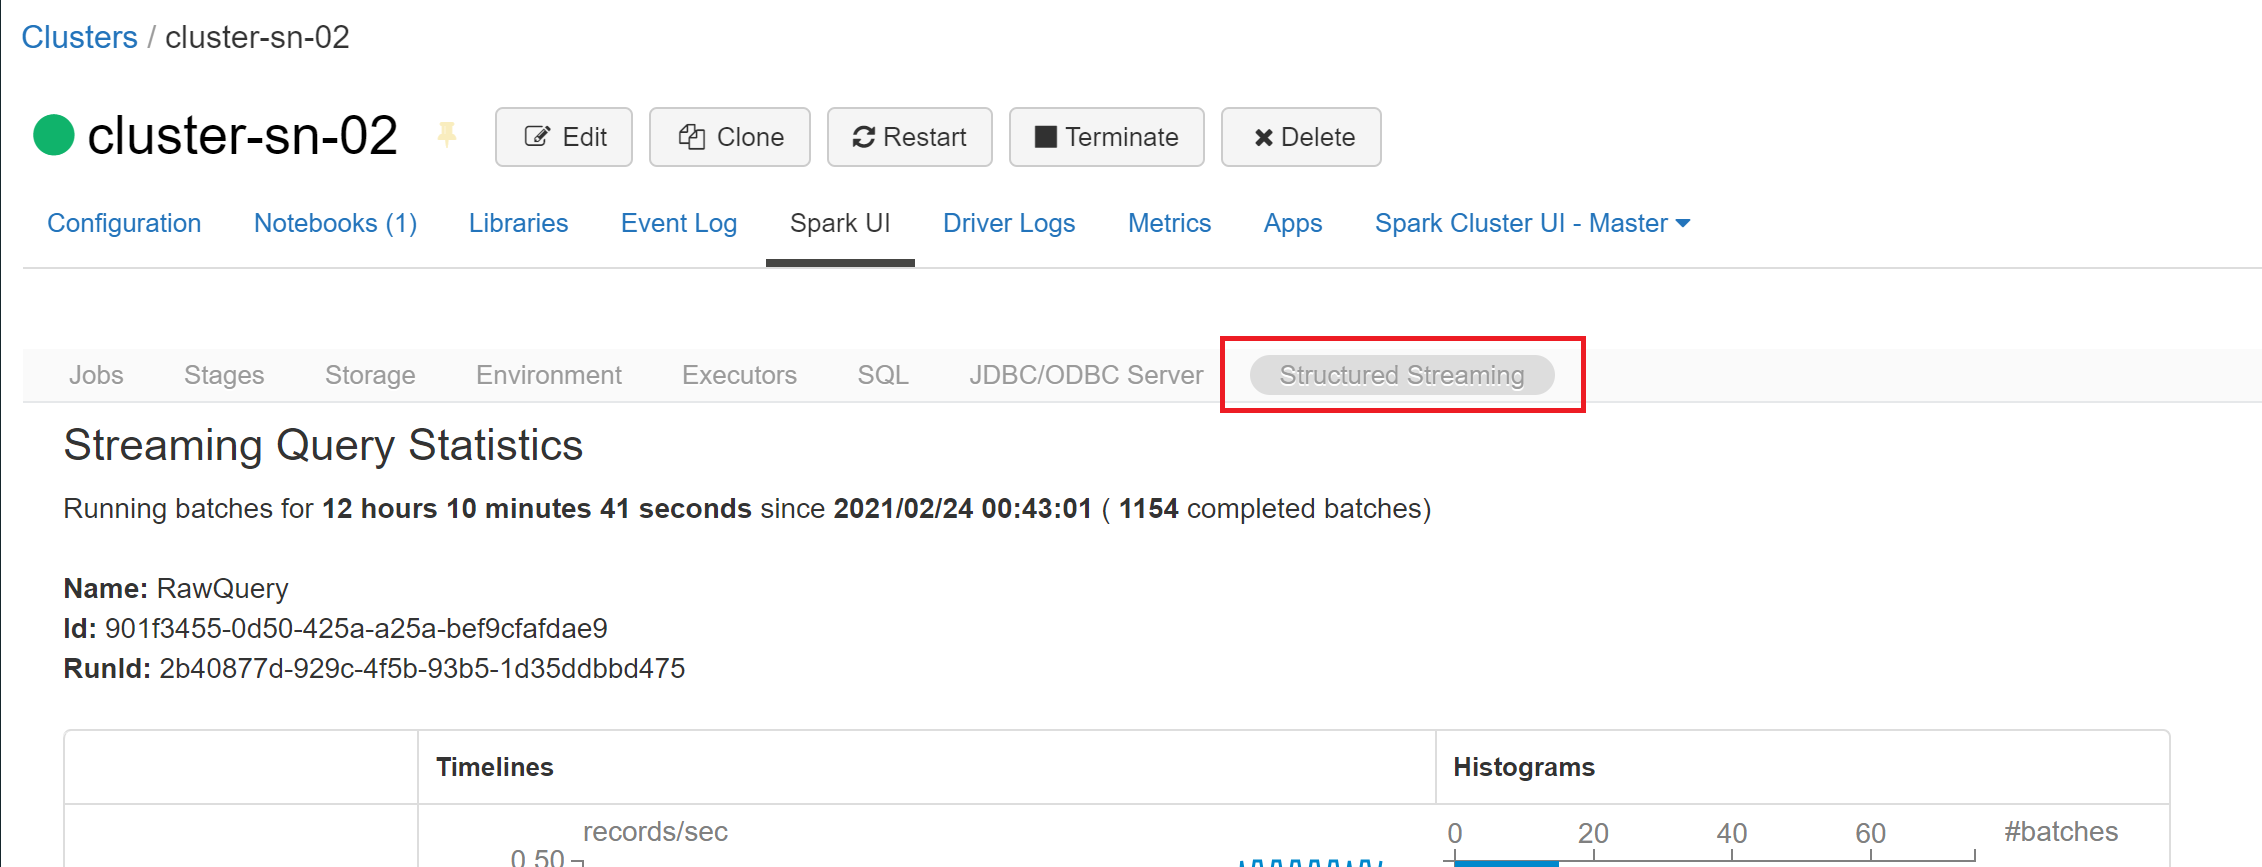 Clusters / cluster-sn-02
cluster-sn-02 Edit Clone Restart Terminate Delete
Configuration Notebooks (1) Libraries Event Log Spark UI Driver Logs Metrics Apps Spark Cluster UI - Master
Jobs Stages Storage Environment Executors SQL JDBC/ODBC Server Structured Streaming
Streaming Query Statistics
Running batches for 12 hours 10 minutes 41 seconds since 2021/02/24 00:43:01 ( 1154 completed batches)
Name: RawQuery
Id: 901f3455-0d50-425a-a25a-bef9cfafdae9
RunId: 2b40877d-929c-4f5b-93b5-1d35ddbbd475
Timelines Histograms
records/sec 0 20 40 60 #batches
0.50